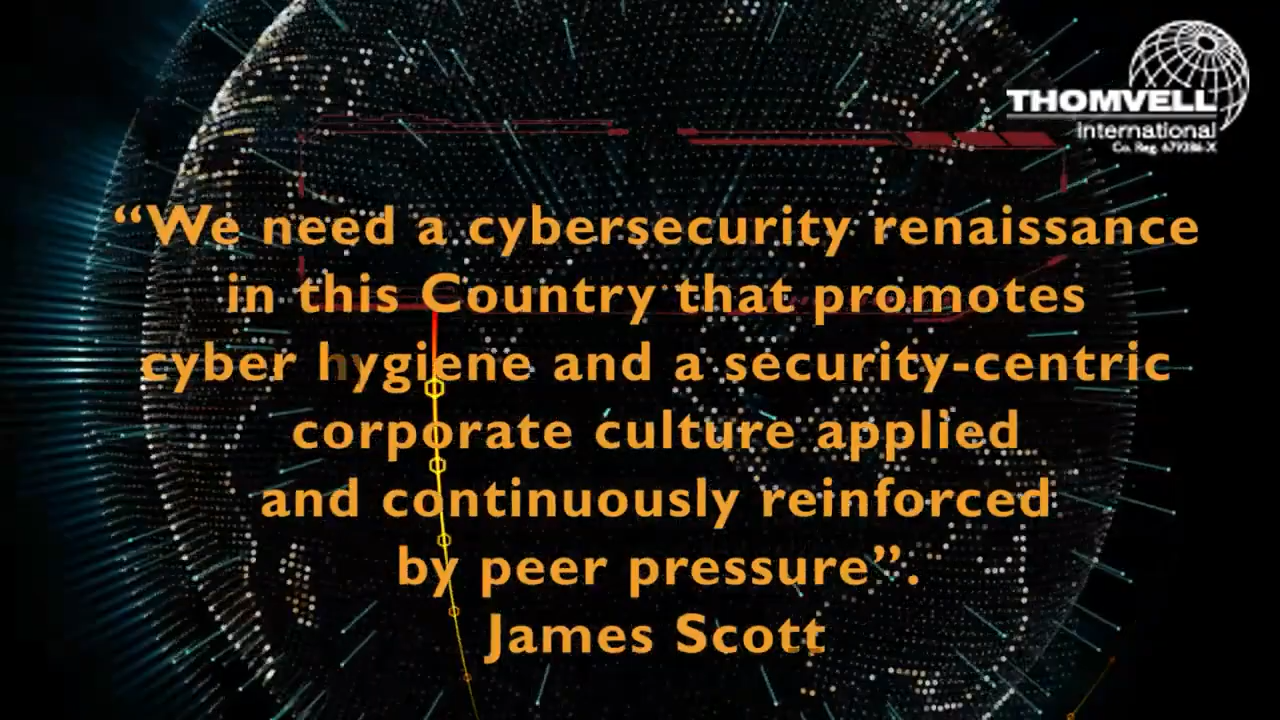 THOMVELL
International
“We need a cybersecurity renaissance
in this Country that promotes
cyber hygiene and a security-centric
corporate culture applied
and continuously reinforced
by peer pressure”.
James Scott